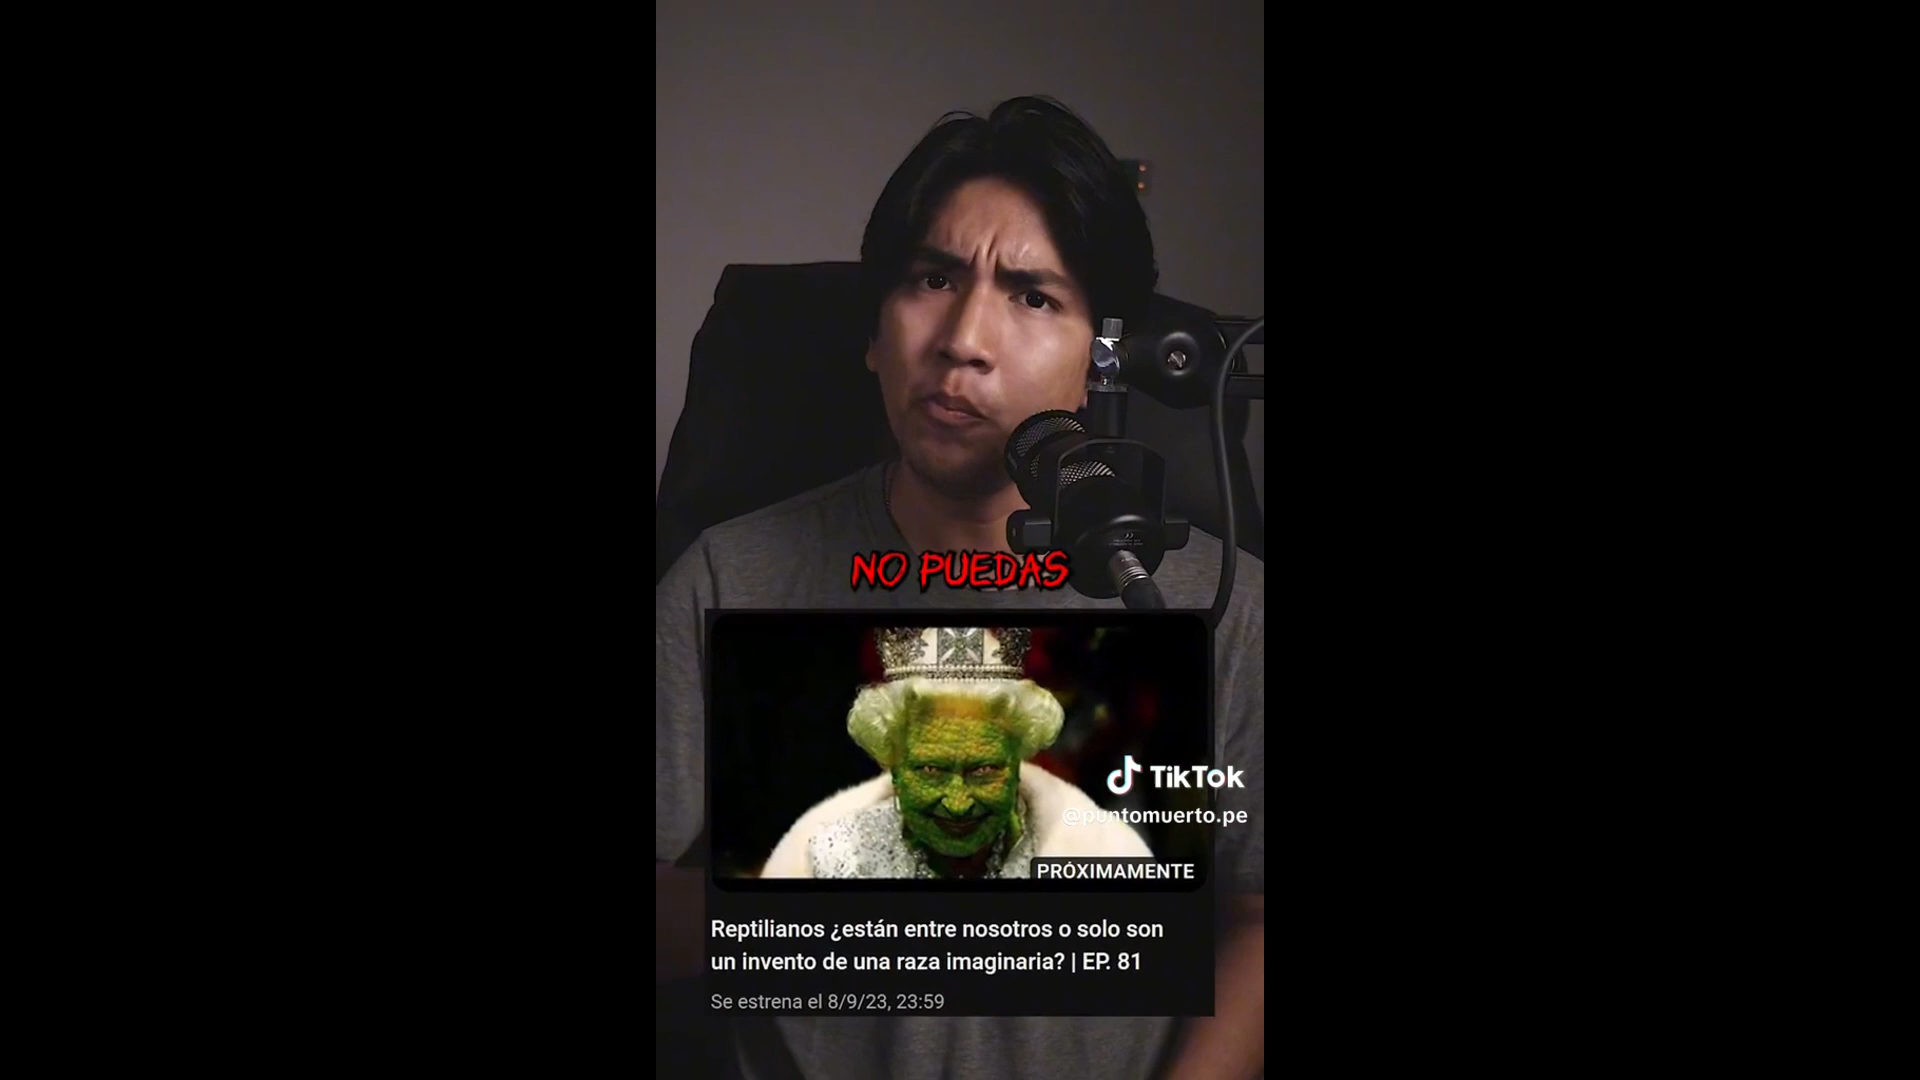 NO PUEDAS
TikTok
@puntomuerto.pe
PRÓXIMAMENTE
Reptilianos ¿están entre nosotros o solo son
un invento de una raza imaginaria? | EP. 81
Se estrena el 8/9/23, 23:59